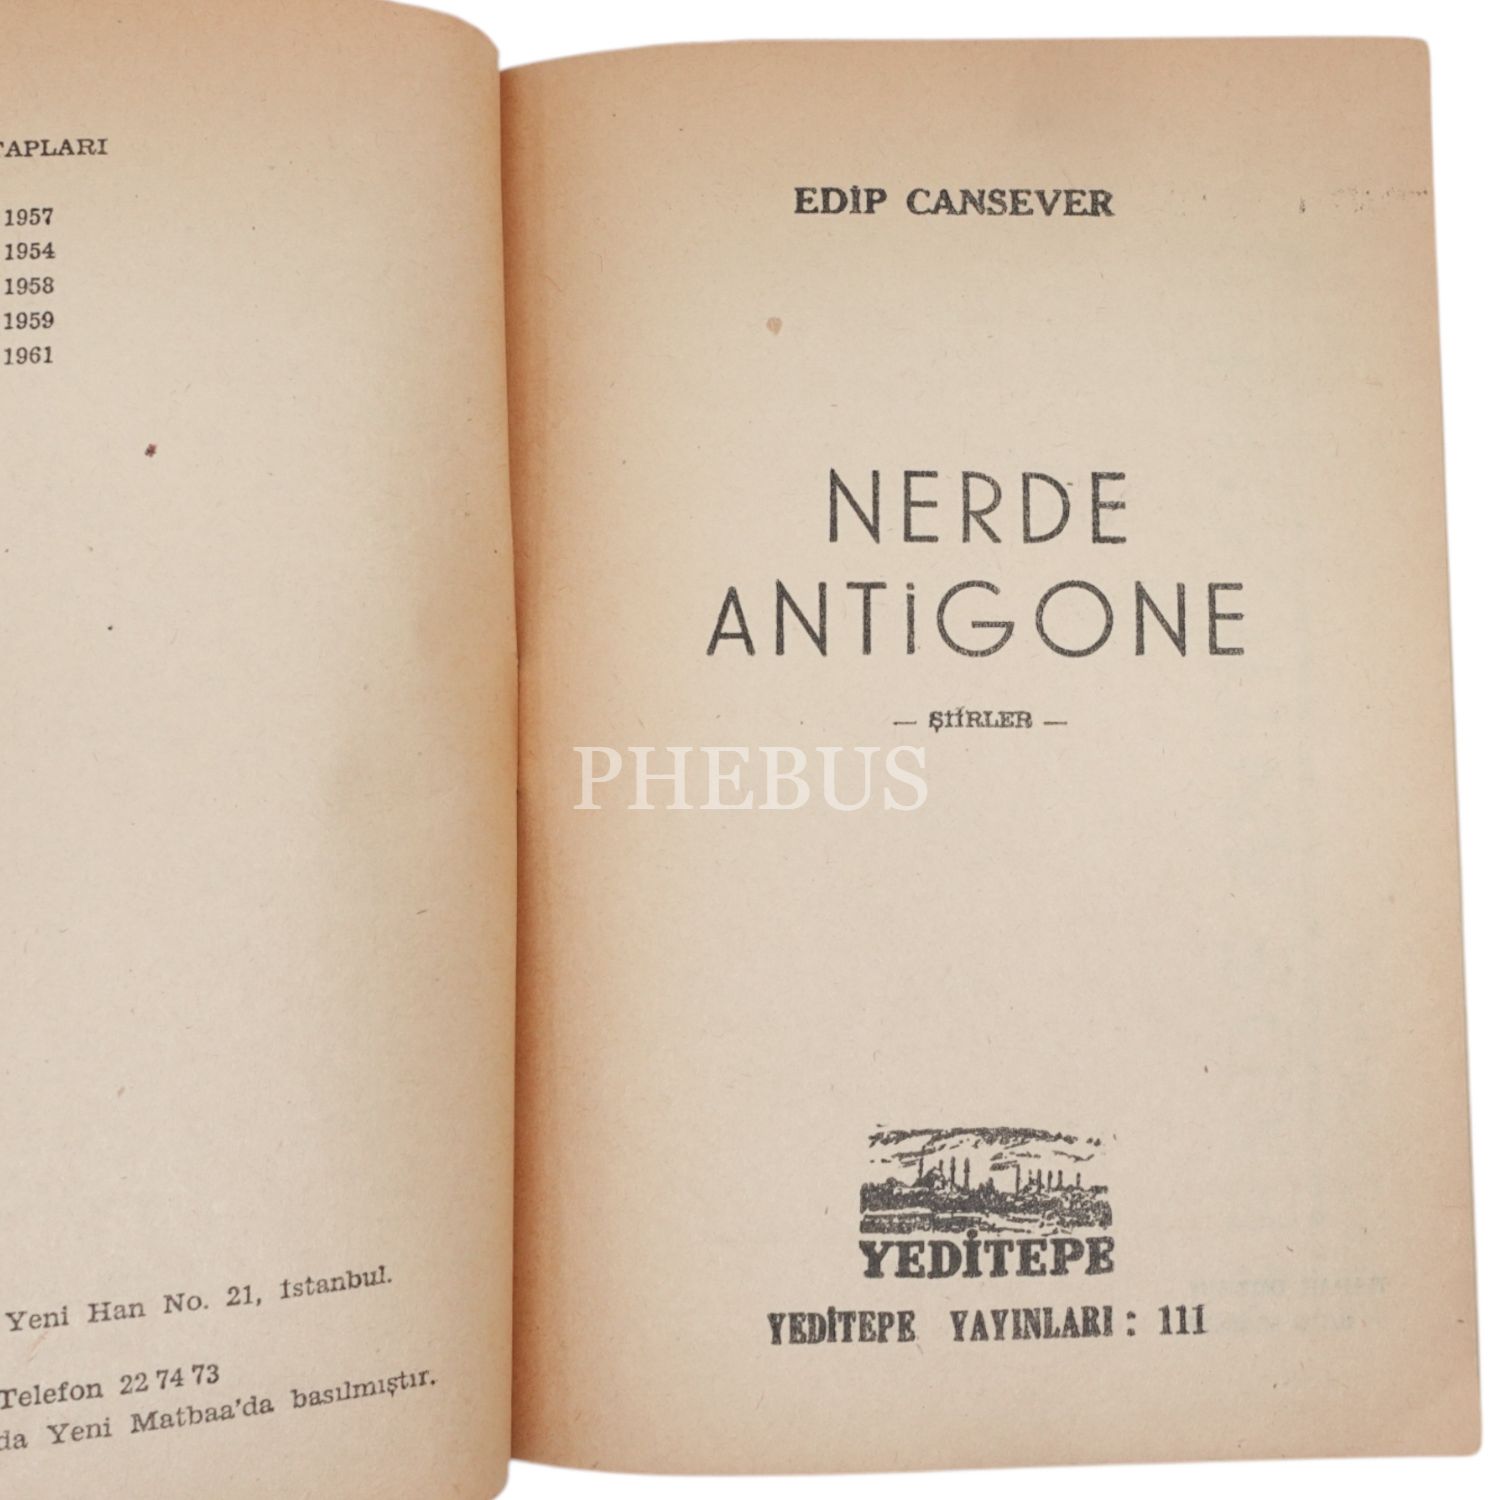 TAPLARI
1957
1954
1958
1959
1961
Yeni Han No. 21, İstanbul.
Telefon 22 74 73
da Yeni Matbaa'da basılmıştır.
EDİP CANSEVER
NERDE
ANTİGONE
— ŞİİRLER —
PHEBUS
YEDİTEPE
YEDİTEPE YAYINLARI : 111